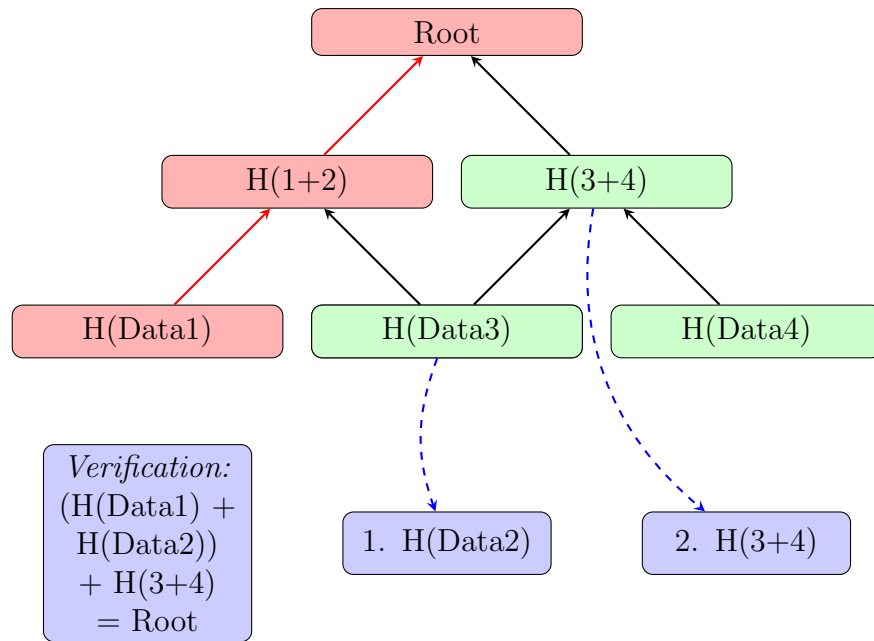 Root
H(1+2)
H(3+4)
H(Data1)
H(Data3)
H(Data4)
Verification:
(H(Data1) +
H(Data2))
+ H(3+4)
= Root
1. H(Data2)
2. H(3+4)